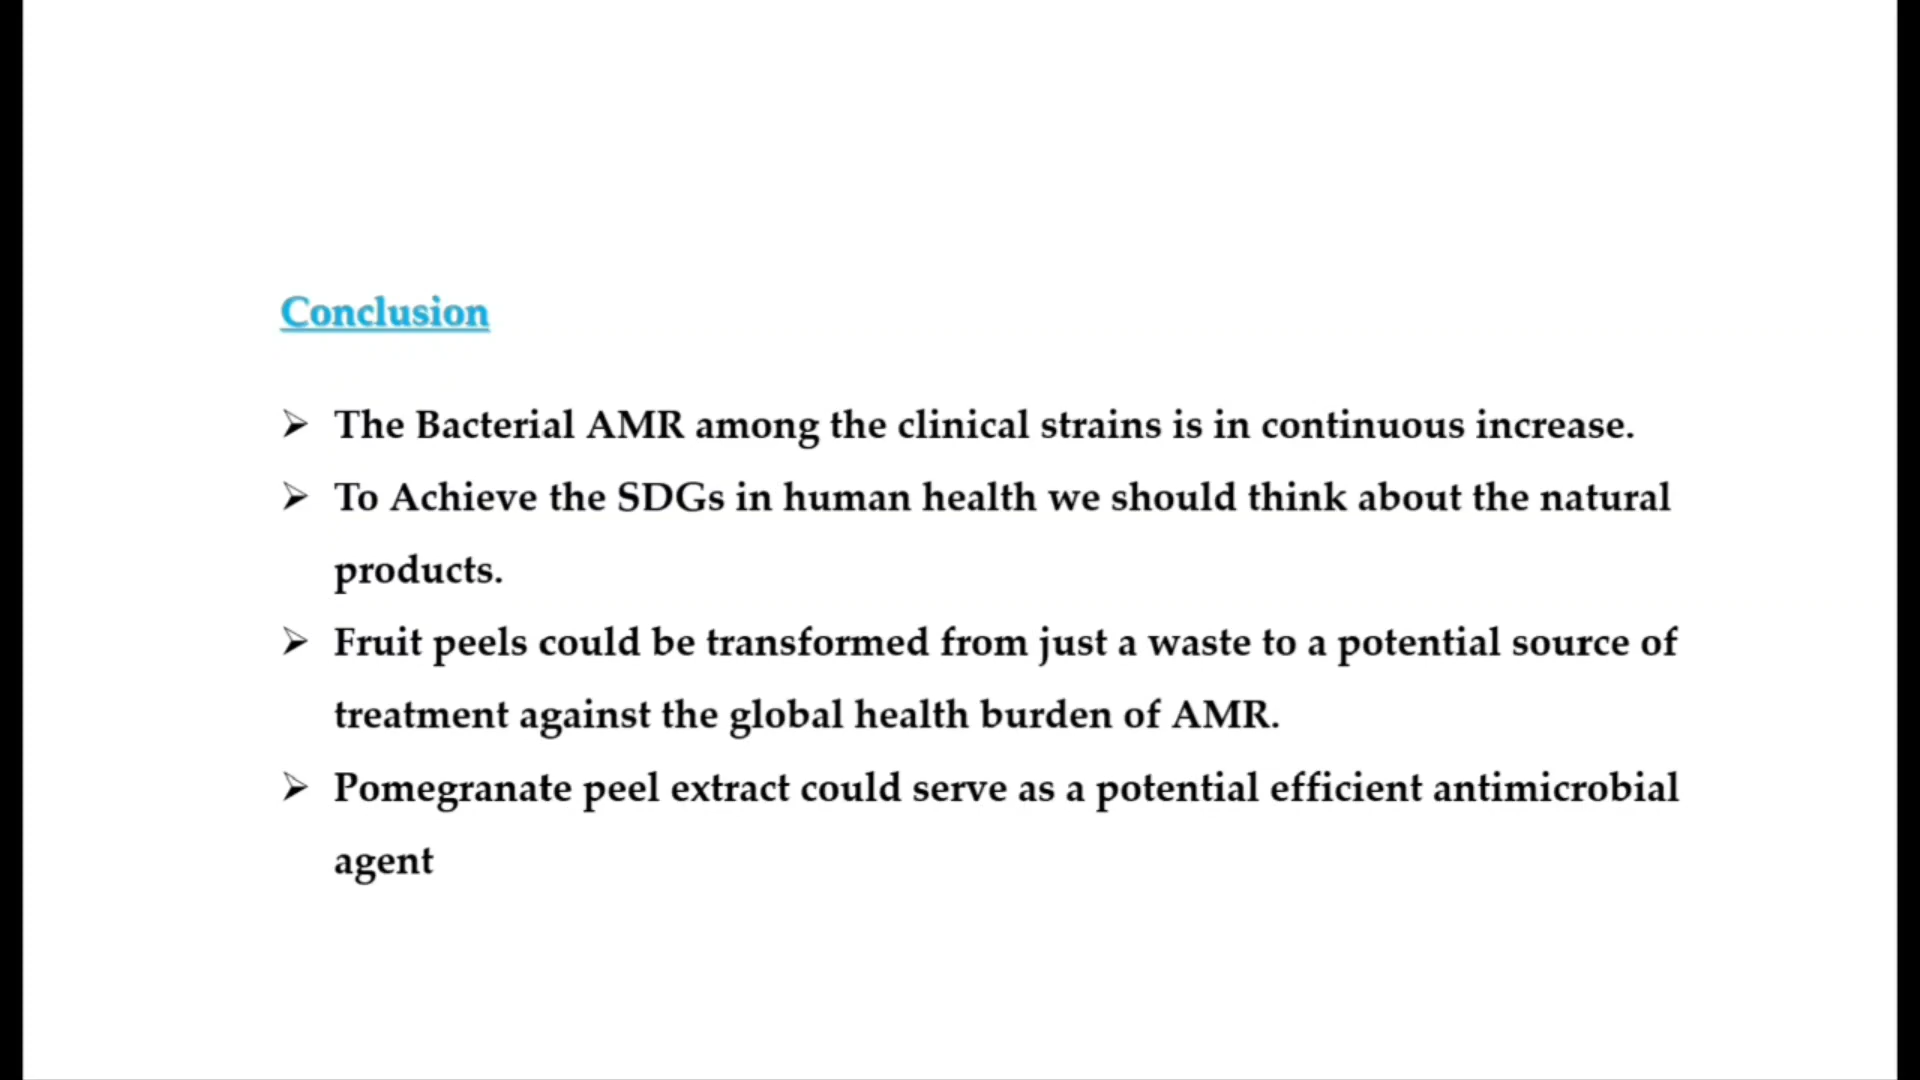 Conclusion
➢ The Bacterial AMR among the clinical strains is in continuous increase.
➢ To Achieve the SDGs in human health we should think about the natural
products.
➢ Fruit peels could be transformed from just a waste to a potential source of
treatment against the global health burden of AMR.
➢ Pomegranate peel extract could serve as a potential efficient antimicrobial
agent